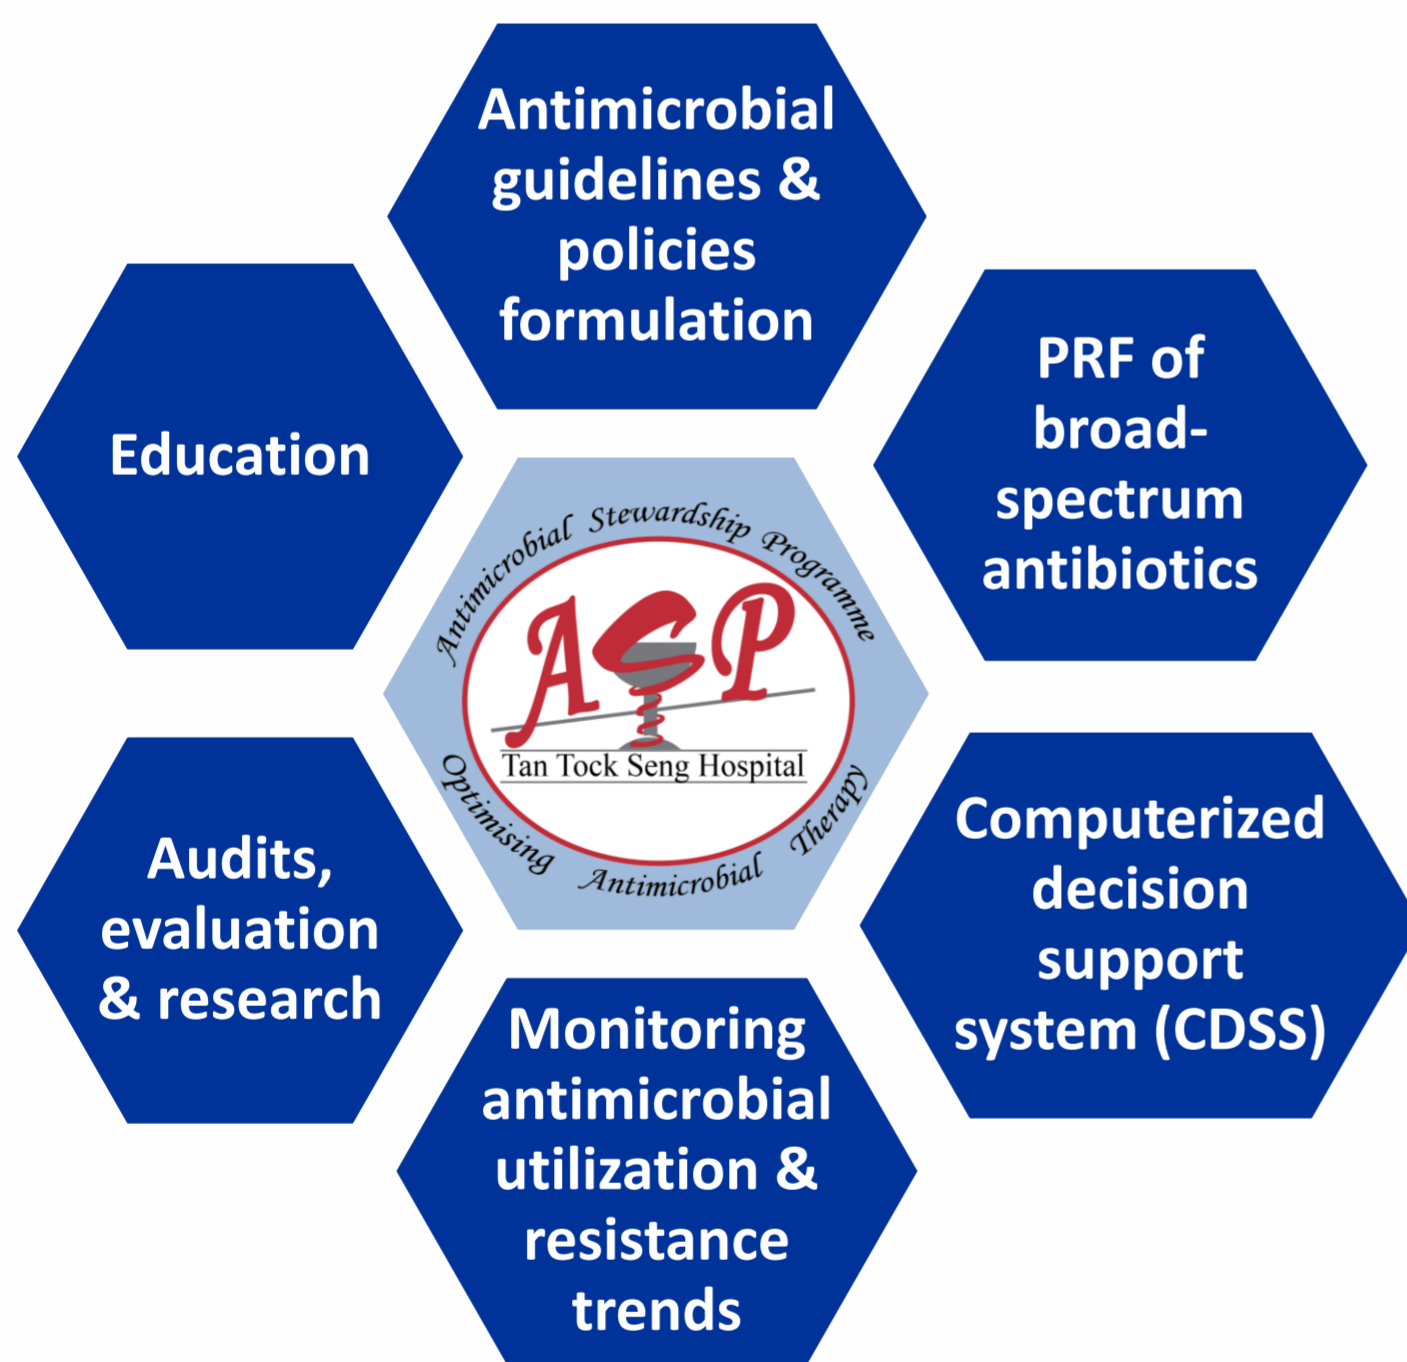 Antimicrobial
guidelines &
policies
formulation
PRF of
broad-
spectrum
antibiotics
Computerized
decision
support
system (CDSS)
Monitoring
antimicrobial
utilization &
resistance
trends
Audits,
evaluation
& research
Education
Antimicrobial Stewardship Programme
ASP
Tan Tock Seng Hospital
Optimising Antimicrobial Therapy